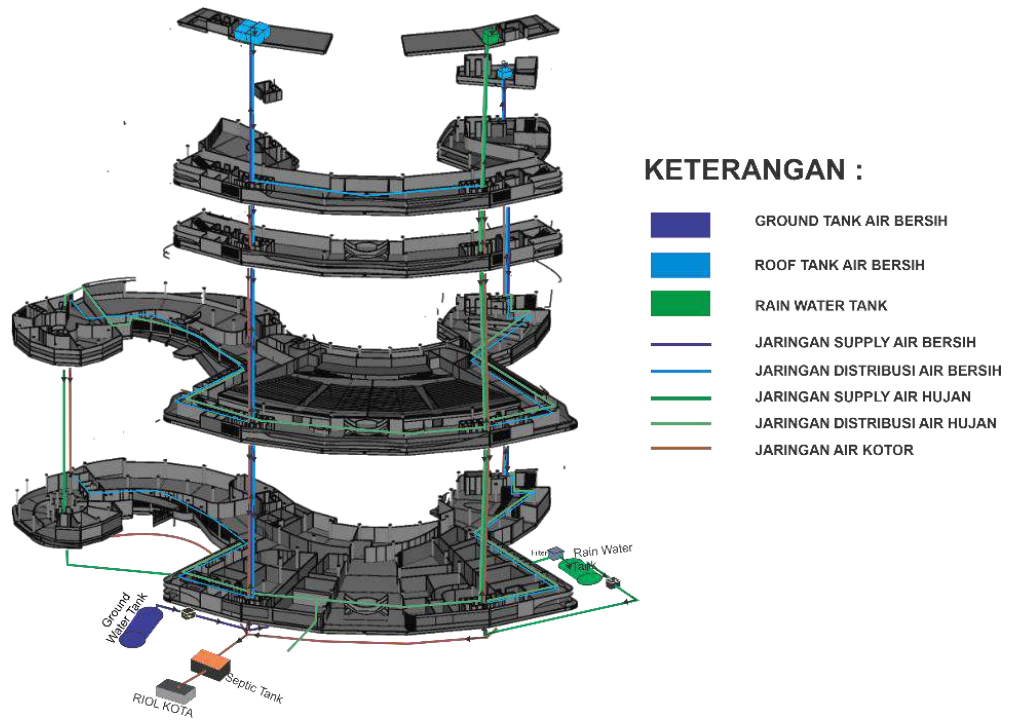 KETERANGAN :
GROUND TANK AIR BERSIH
ROOF TANK AIR BERSIH
RAIN WATER TANK
JARINGAN SUPPLY AIR BERSIH
JARINGAN DISTRIBUSI AIR BERSIH
JARINGAN SUPPLY AIR HUJAN
JARINGAN DISTRIBUSI AIR HUJAN
JARINGAN AIR KOTOR
Filter
Rain Water
Tank
Ground
Water Tank
Septic Tank
RIOL KOTA